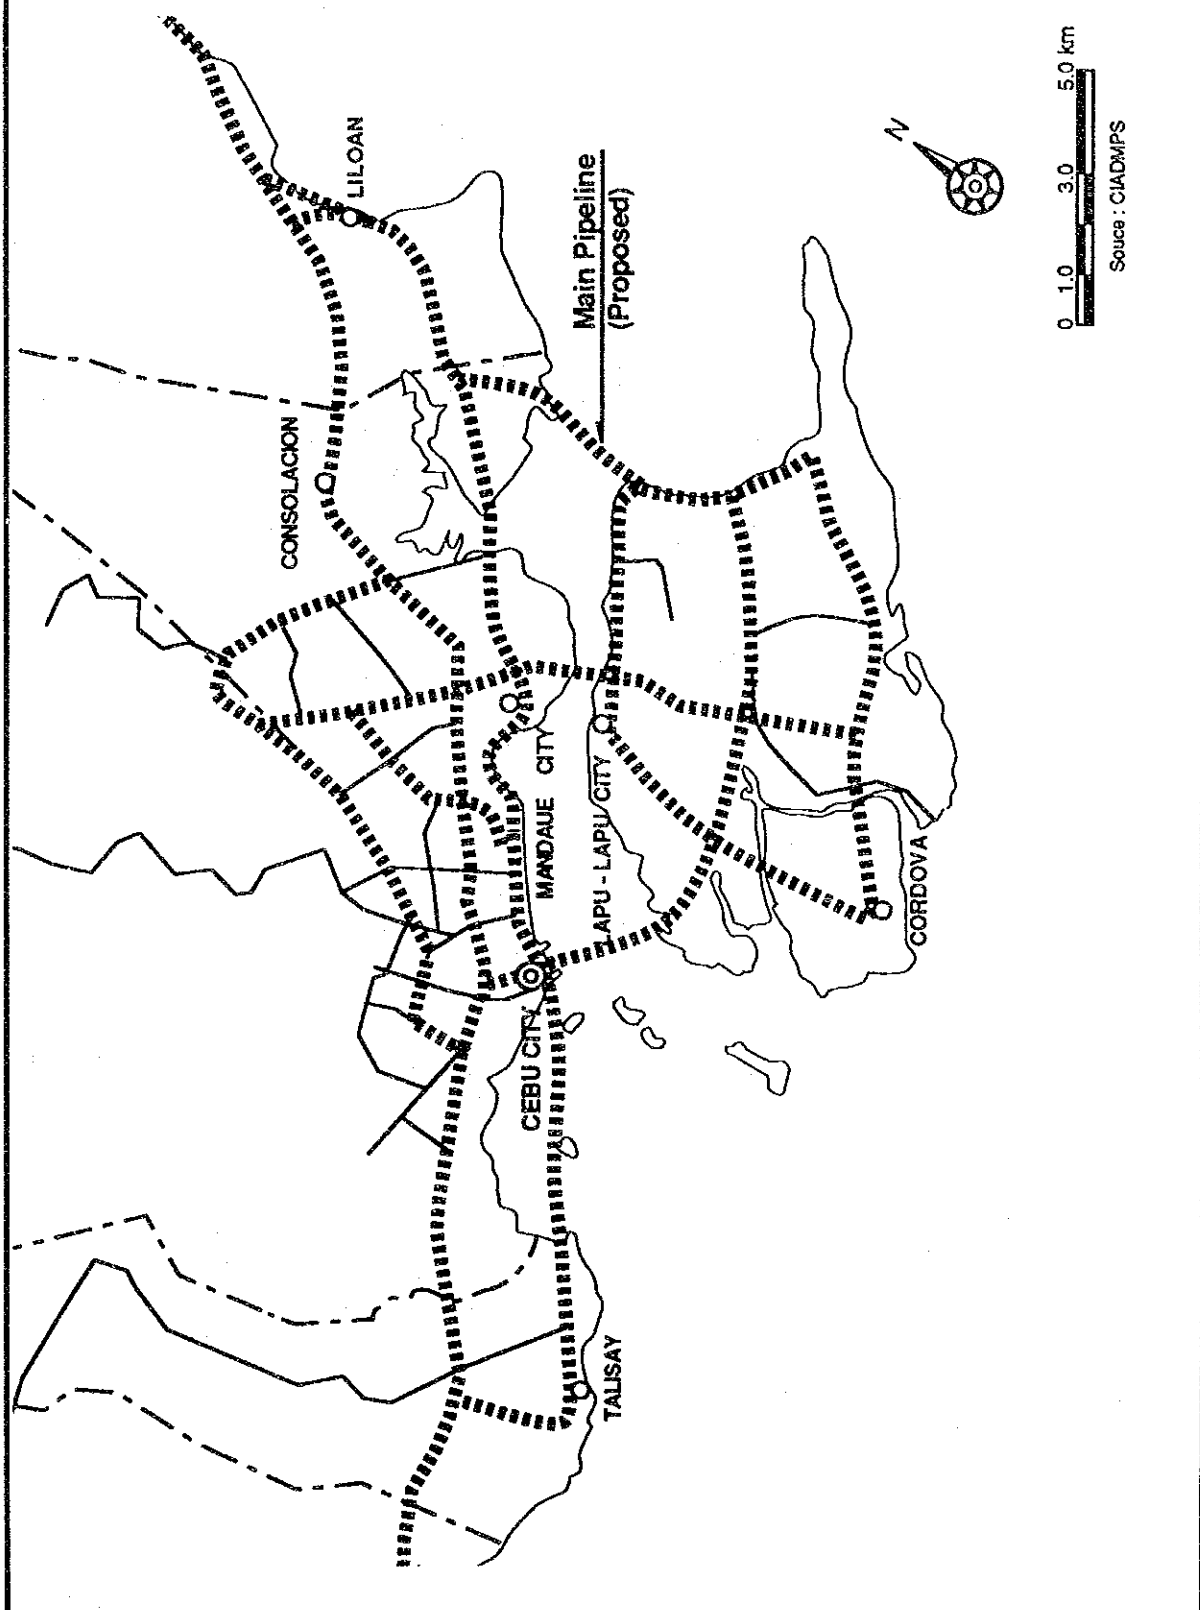 LILOAN
CONSOLACION
Main Pipeline
(Proposed)
MANDAUE CITY
LAPU - LAPU CITY
CEBU CITY
CORDOVA
TALISAY
N
0 1.0 3.0 5.0 km
Souce : CIADMPS